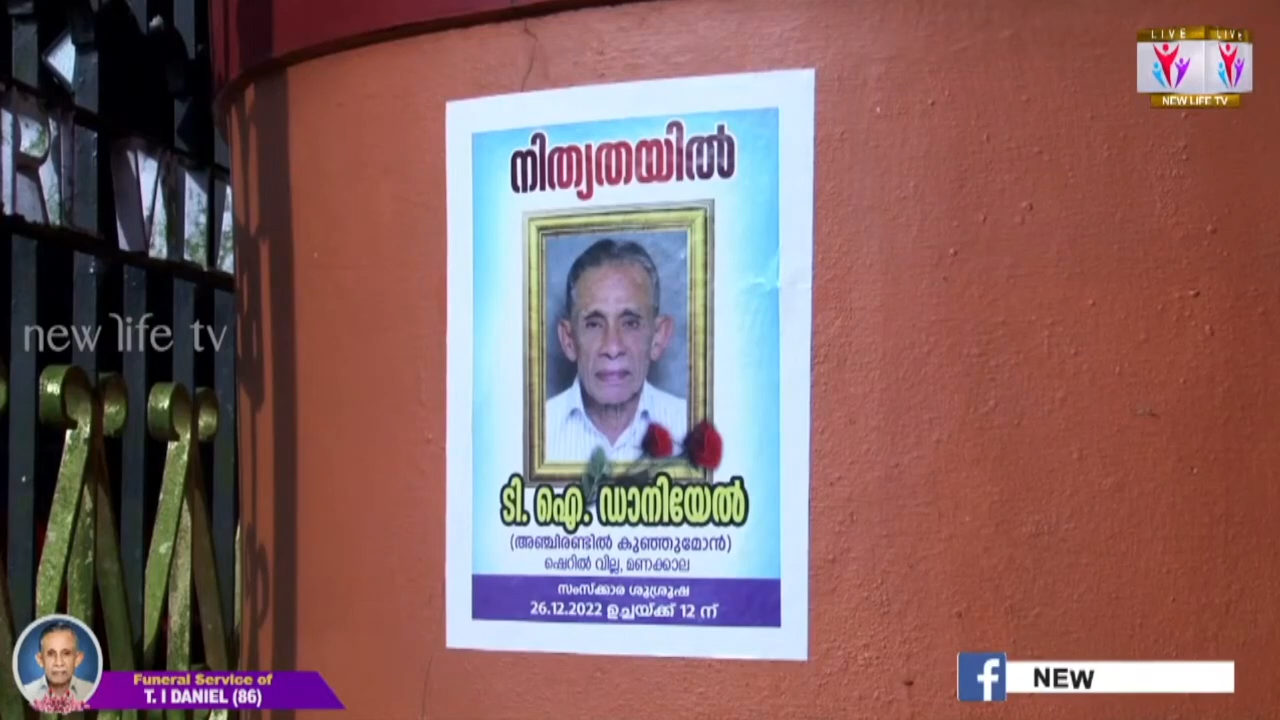 LIVE LIVE
NEW LIFE TV
നിത്യതയിൽ
new life tv
ടി. ഐ. ഡാനിയേൽ
(അഞ്ചിരണ്ടിൽ കുഞ്ഞുമോൻ)
ഷെറിൽ വില്ല, മണക്കാല
സംസ്ക്കാര ശുശ്രൂഷ
26.12.2022 ഉച്ചയ്ക്ക് 12 ന്
Funeral Service of
T. I DANIEL (86)
f NEW